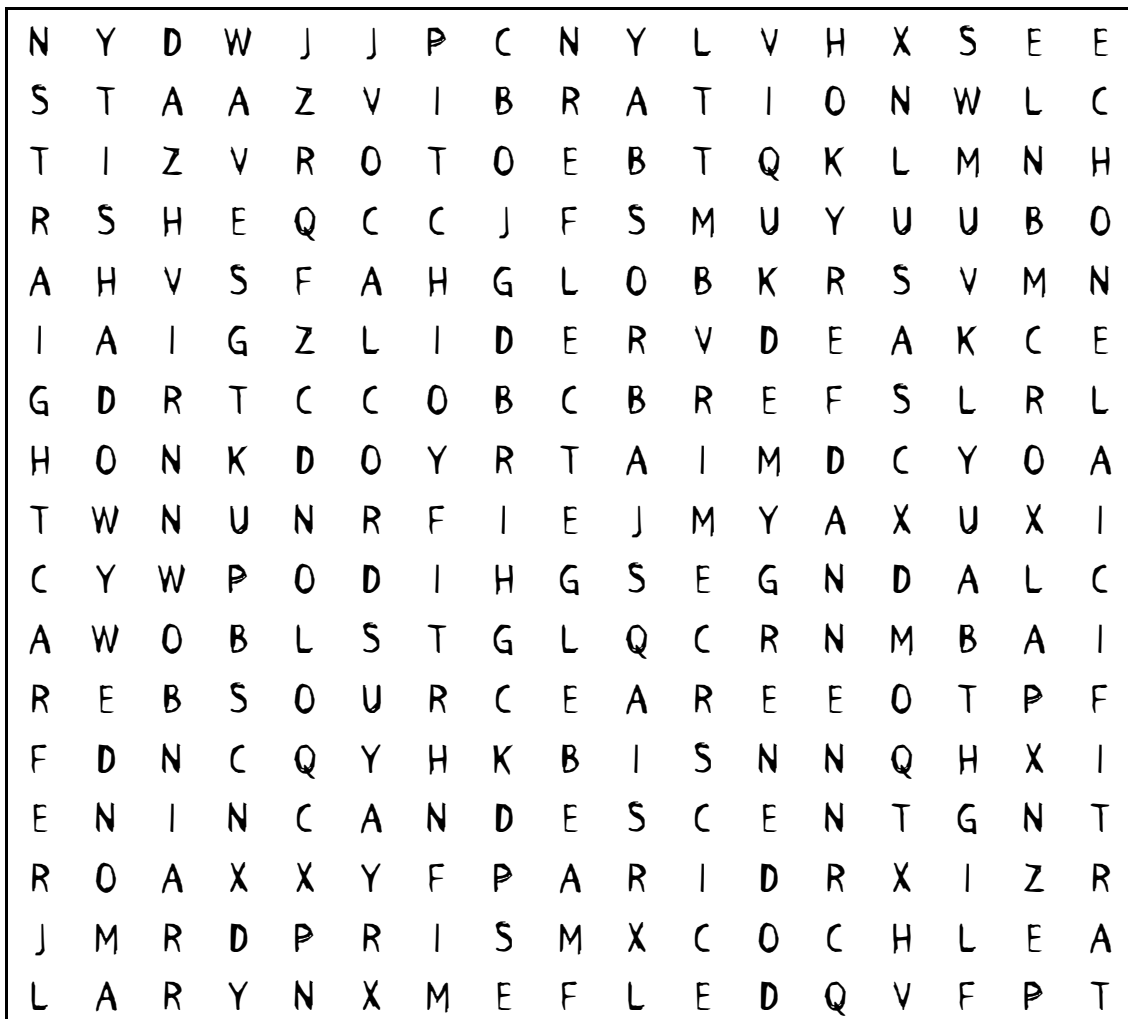 N Y D W J J P C N Y L V H X S E E
S T A A Z V I B R A T I O N W L C
T I Z V R O T O E B T Q K L M N H
R S H E Q C C J F S M U Y U U B O
A H V S F A H G L O B K R S V M N
I A I G Z L I D E R V D E A K C E
G D R T C C O B C B R E F S L R L
H O N K D O Y R T A I M D C Y O A
T W N U N R F I E J M Y A X U X I
C Y W P O D I H G S E G N D A L C
A W O B L S T G L Q C R N M B A I
R E B S O U R C E A R E E O T P F
F D N C Q Y H K B I S N N Q H X I
E N I N C A N D E S C E N T G N T
R O A X X Y F P A R I D R X I Z R
J M R D P R I S M X C O C H L E A
L A R Y N X M E F L E D Q V F P T